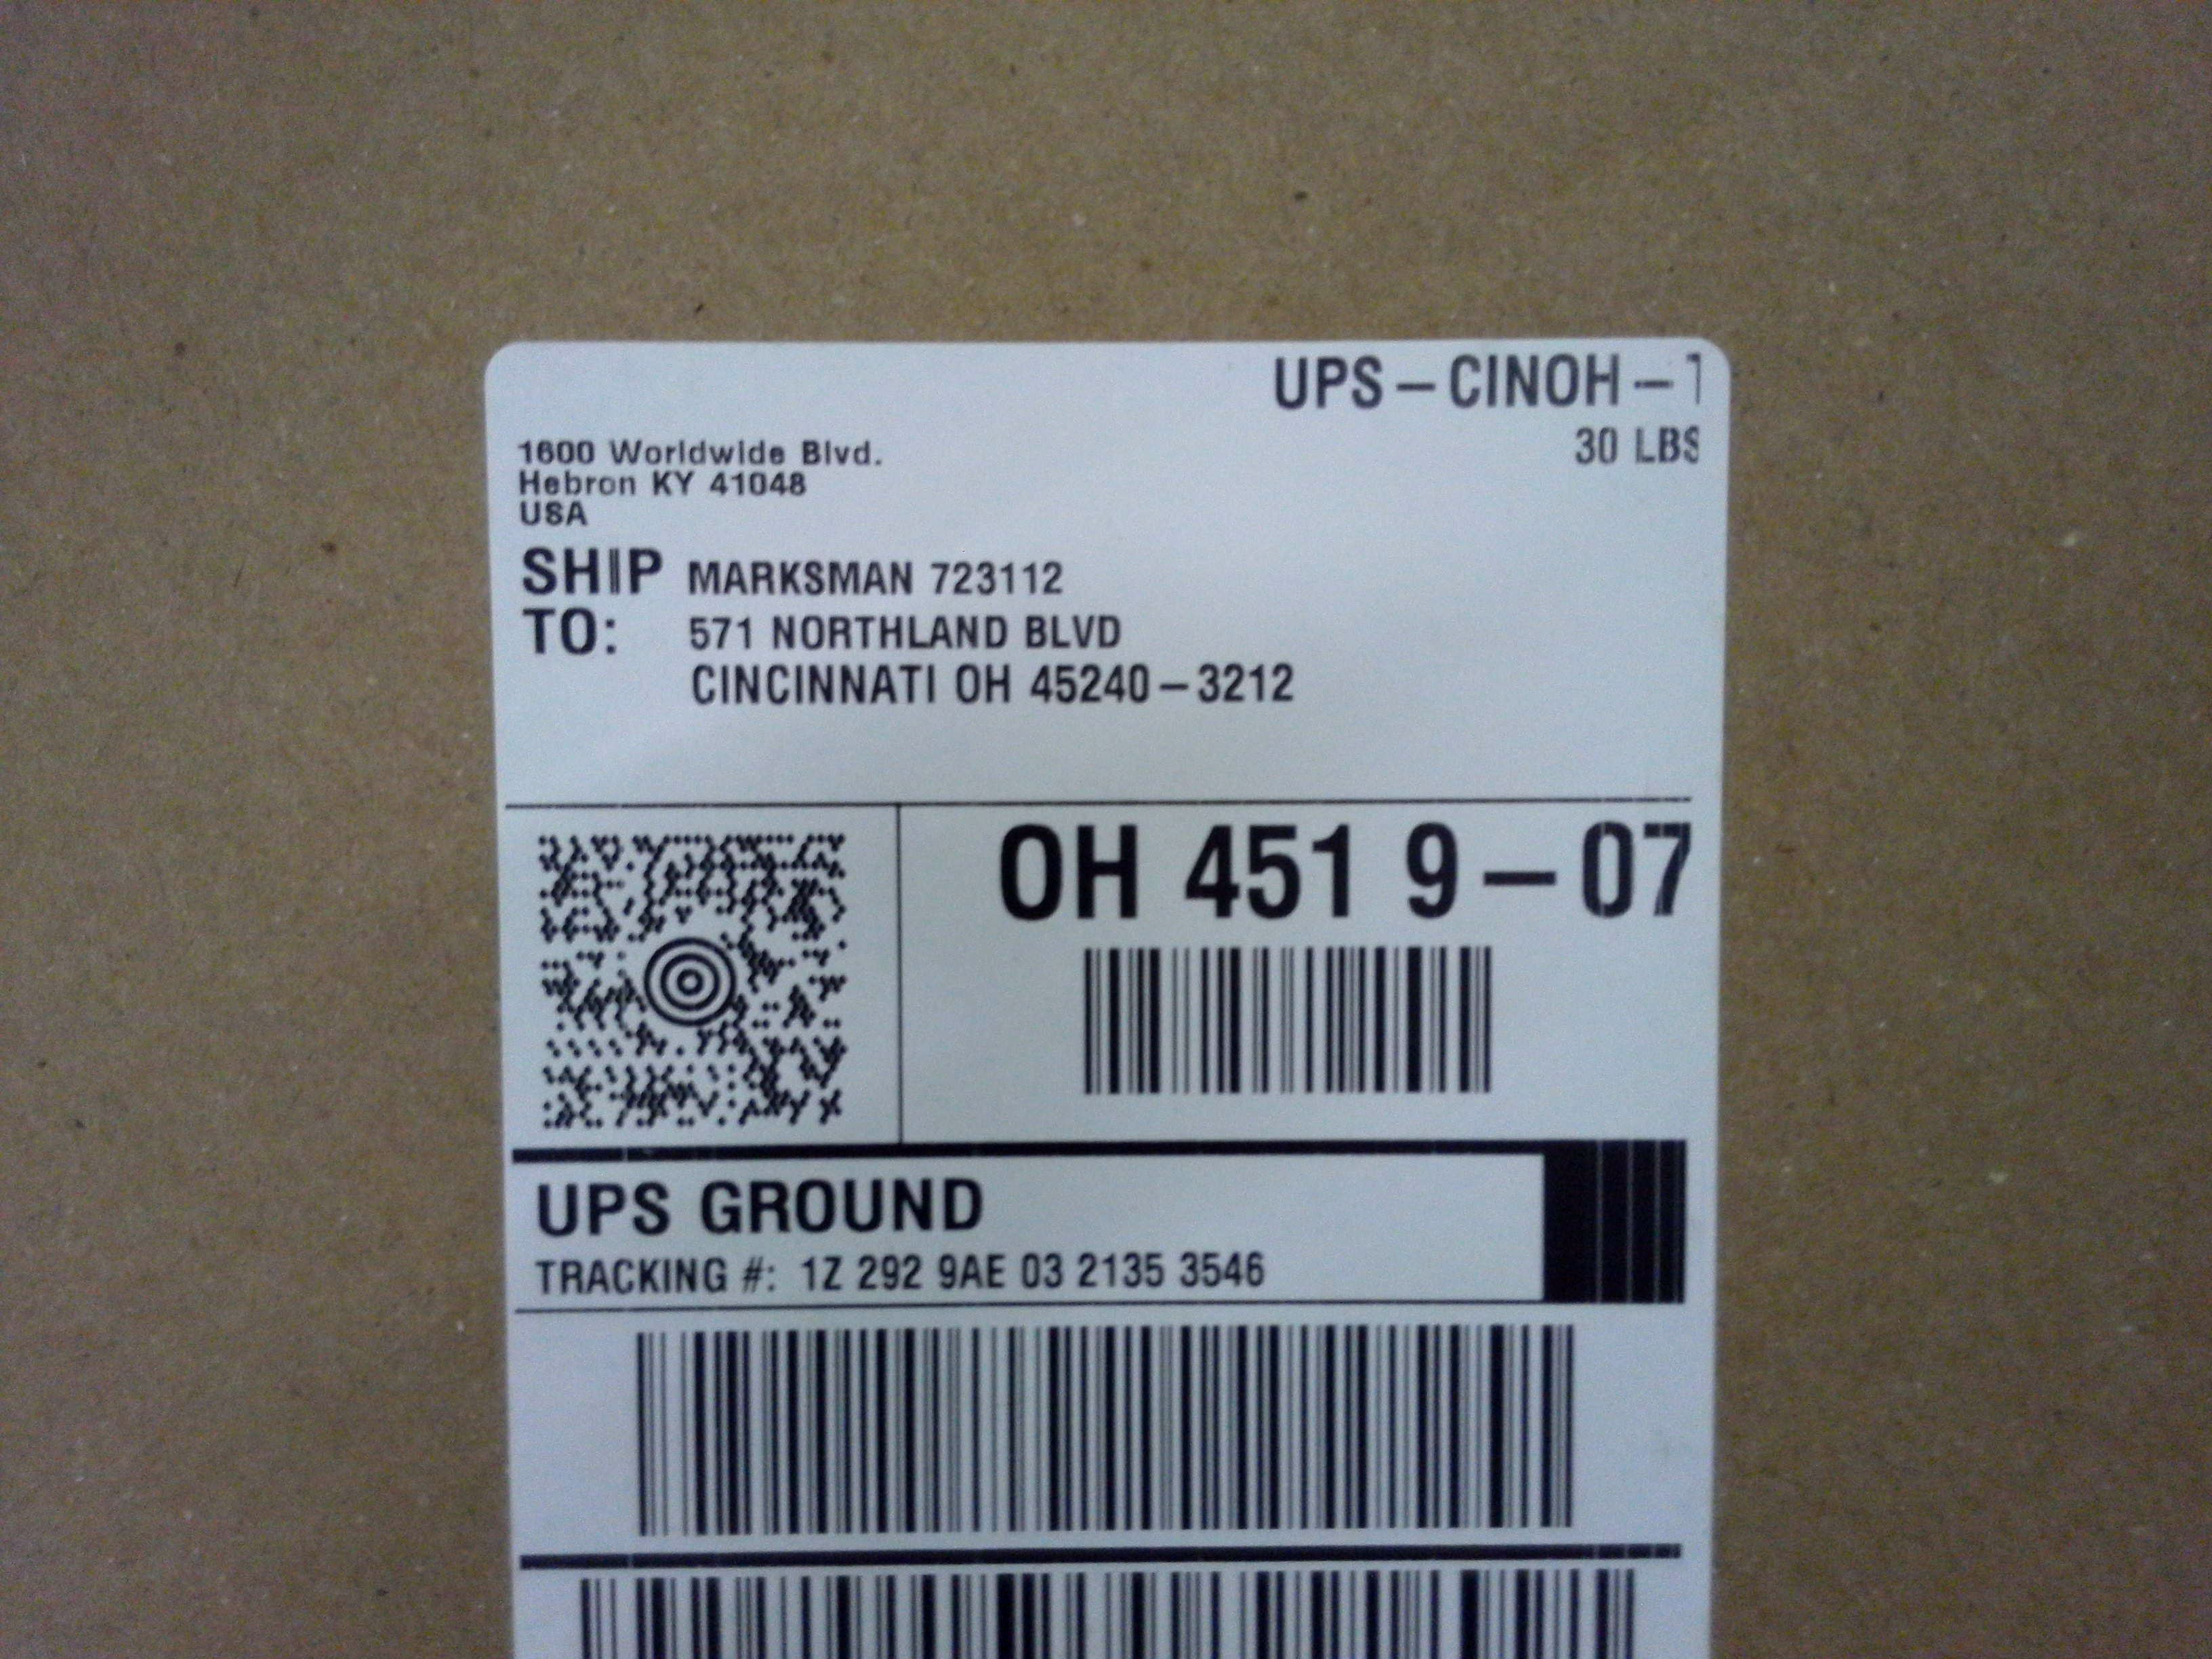 UPS – CINOH – 1
30 LBS
1600 Worldwide Blvd.
Hebron KY 41048
USA
SHIP TO: MARKSMAN 723112
571 NORTHLAND BLVD
CINCINNATI OH 45240 – 3212
OH 451 9 – 07
UPS GROUND
TRACKING #: 1Z 292 9AE 03 2135 3546